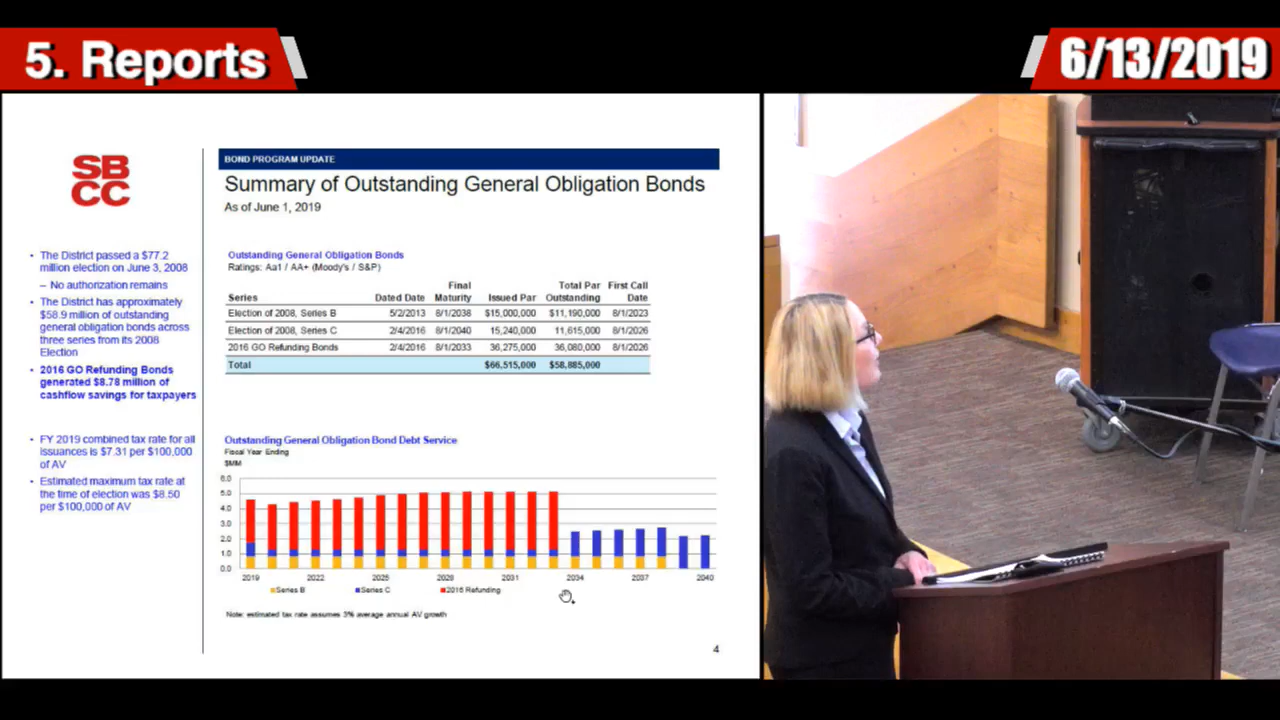 5. Reports
6/13/2019
SB
CC
• The District passed a $77.2
million election on June 3, 2008
– No authorization remains
• The District has approximately
$58.9 million of outstanding
general obligation bonds across
three series from its 2008
Election
• 2016 GO Refunding Bonds
generated $8.78 million of
cashflow savings for taxpayers
• FY 2019 combined tax rate for all
issuances is $7.31 per $100,000
of AV
• Estimated maximum tax rate at
the time of election was $8.50
per $100,000 of AV
BOND PROGRAM UPDATE
Summary of Outstanding General Obligation Bonds
As of June 1, 2019
Outstanding General Obligation Bonds
Ratings: Aa1 / AA+ (Moody's / S&P)
Final Total Par First Call
Series Dated Date Maturity Issued Par Outstanding Date
Election of 2008, Series B 5/2/2013 8/1/2038 $15,000,000 $11,190,000 8/1/2023
Election of 2008, Series C 2/4/2016 8/1/2040 15,240,000 11,615,000 8/1/2026
2016 GO Refunding Bonds 2/4/2016 8/1/2033 36,275,000 36,080,000 8/1/2026
Total $66,515,000 $58,885,000
Outstanding General Obligation Bond Debt Service
Fiscal Year Ending
$MM
6.0
5.0
4.0
3.0
2.0
1.0
0.0
2019 2022 2025 2028 2031 2034 2037 2040
Series B Series C 2016 Refunding
Note: estimated tax rate assumes 3% average annual AV growth
4